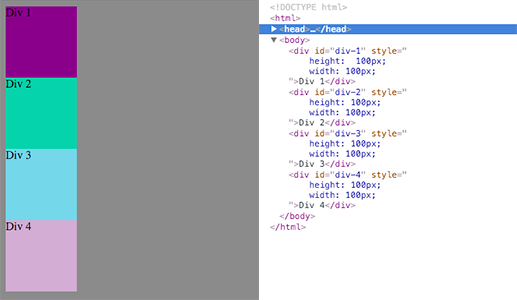 Div 1
Div 2
Div 3
Div 4
<!DOCTYPE html>
<html>
▶<head>…</head>
▼<body>
<div id="div-1" style="
height:  100px;
width: 100px;
">Div 1</div>
<div id="div-2" style="
height: 100px;
width: 100px;
">Div 2</div>
<div id="div-3" style="
height: 100px;
width: 100px;
">Div 3</div>
<div id="div-4" style="
height: 100px;
width: 100px;
">Div 4</div>
</body>
</html>